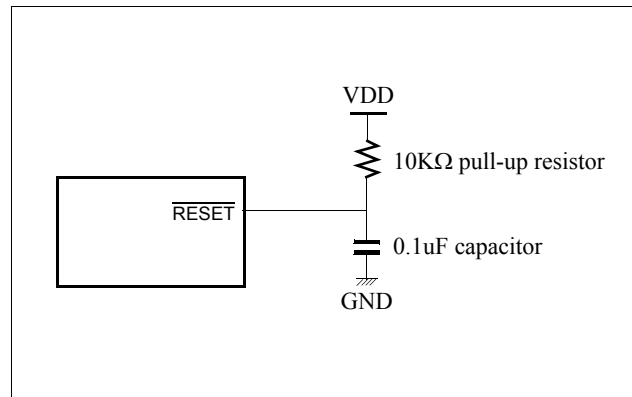 VDD
10KΩ pull-up resistor
RESET
0.1uF capacitor
GND